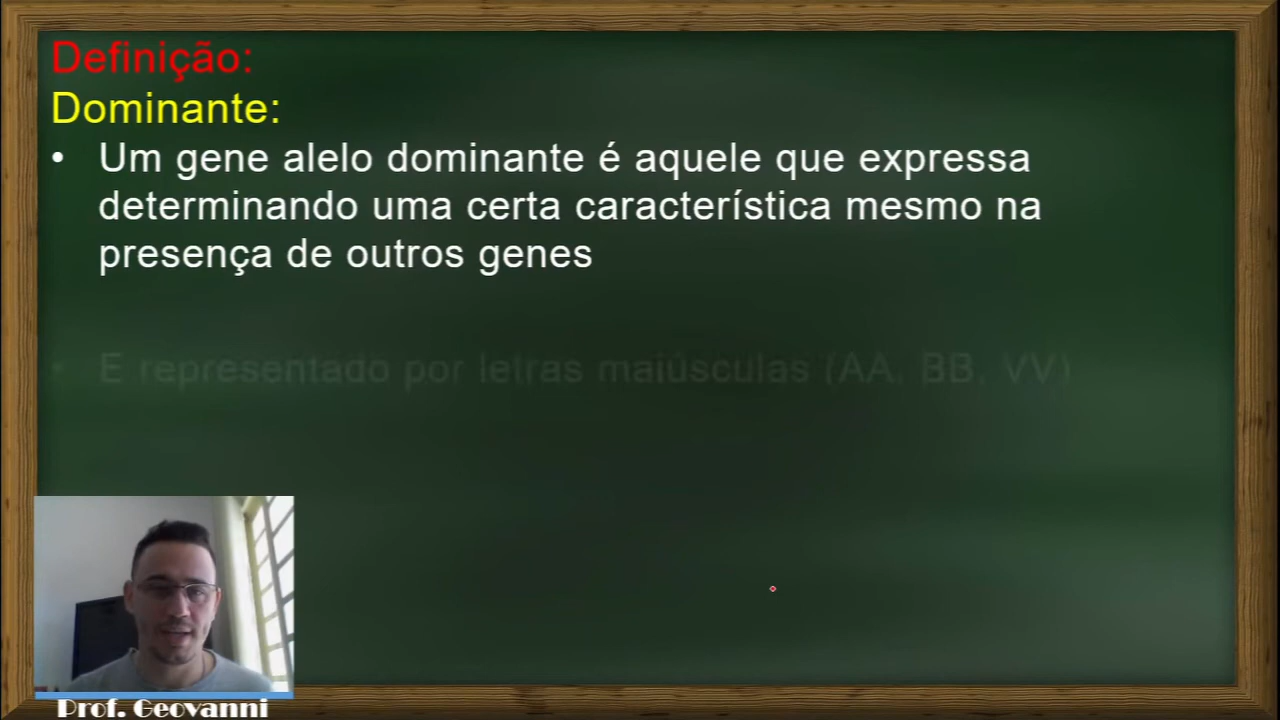 Definição:
Dominante:
• Um gene alelo dominante é aquele que expressa
determinando uma certa característica mesmo na
presença de outros genes
• E representado por letras maiúsculas (AA, BB, VV)
Prof. Geovanni